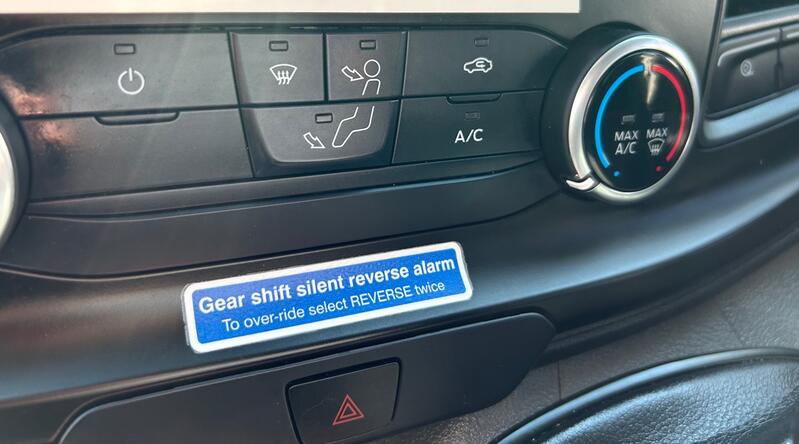 A/C
MAX
A/C
MAX
Gear shift silent reverse alarm
To over-ride select REVERSE twice